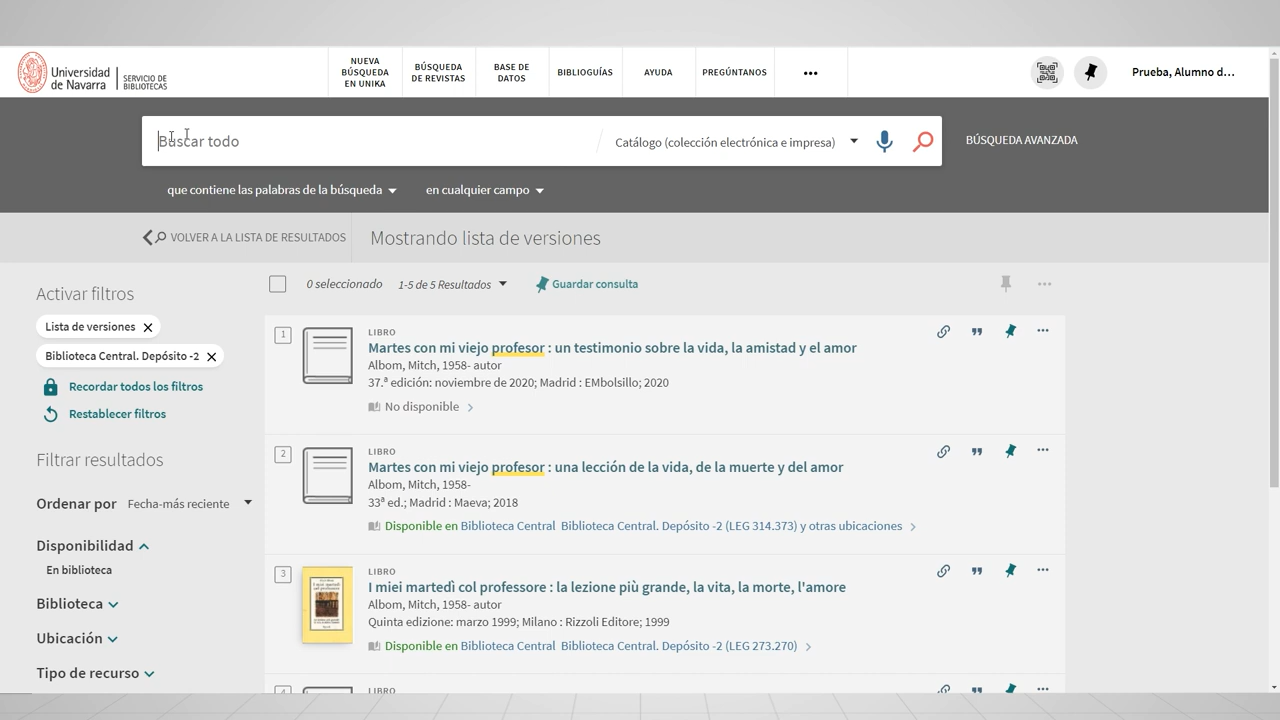 Universidad
de Navarra
SERVICIO DE
BIBLIOTECAS
NUEVA
BÚSQUEDA
EN UNIKA
BÚSQUEDA
DE REVISTAS
BASE DE
DATOS
BIBLIOGUÍAS
AYUDA
PREGÚNTANOS
Prueba, Alumno d...
Buscar todo
Catálogo (colección electrónica e impresa)
BÚSQUEDA AVANZADA
que contiene las palabras de la búsqueda
en cualquier campo
VOLVER A LA LISTA DE RESULTADOS
Mostrando lista de versiones
Activar filtros
Lista de versiones
Biblioteca Central. Depósito -2
Recordar todos los filtros
Restablecer filtros
Filtrar resultados
Ordenar por Fecha-más reciente
Disponibilidad
En biblioteca
Biblioteca
Ubicación
Tipo de recurso
0 seleccionado 1-5 de 5 Resultados Guardar consulta
1
LIBRO
Martes con mi viejo profesor : un testimonio sobre la vida, la amistad y el amor
Albom, Mitch, 1958- autor
37.ª edición: noviembre de 2020; Madrid : EMbolsillo; 2020
No disponible
2
LIBRO
Martes con mi viejo profesor : una lección de la vida, de la muerte y del amor
Albom, Mitch, 1958-
33ª ed.; Madrid : Maeva; 2018
Disponible en Biblioteca Central Biblioteca Central. Depósito -2 (LEG 314.373) y otras ubicaciones
3
LIBRO
I miei martedì col professore : la lezione più grande, la vita, la morte, l'amore
Albom, Mitch, 1958- autor
Quinta edizione: marzo 1999; Milano : Rizzoli Editore; 1999
Disponible en Biblioteca Central Biblioteca Central. Depósito -2 (LEG 273.270)
4
LIBRO